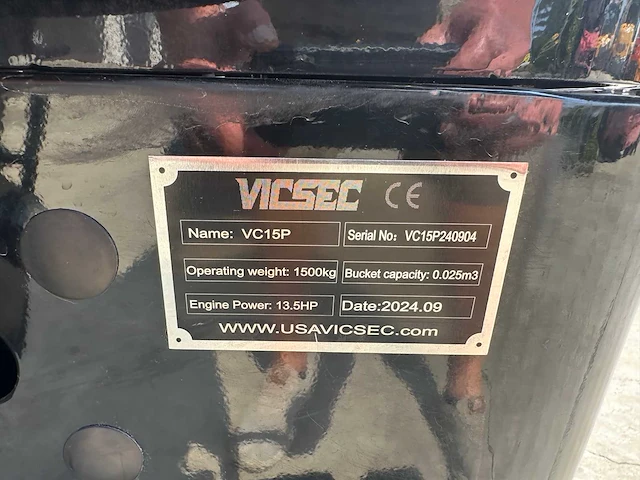 VICSEC CE
Name: VC15P
Serial No: VC15P240904
Operating weight: 1500kg
Bucket capacity: 0.025m3
Engine Power: 13.5HP
Date:2024.09
WWW.USAVICSEC.com